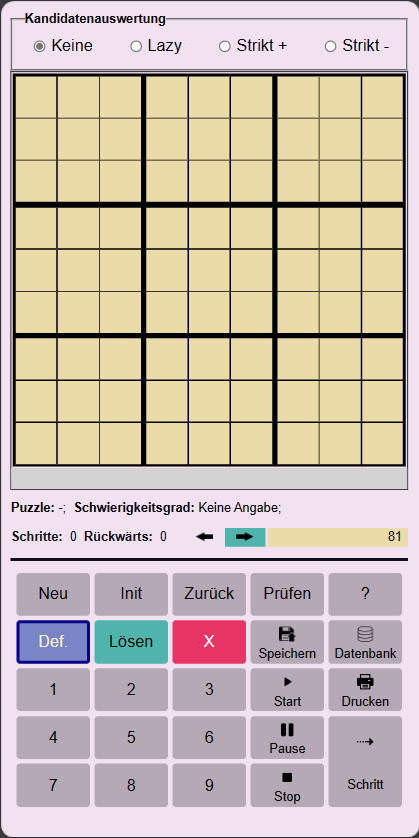 Kandidatenauswertung
Keine Lazy Strikt + Strikt -
Puzzle: -; Schwierigkeitsgrad: Keine Angabe;
Schritte: 0 Rückwärts: 0 81
Neu Init Zurück Prüfen ?
Def. Lösen X Speichern Datenbank
1 2 3 Start Drucken
4 5 6 Pause
7 8 9 Stop Schritt